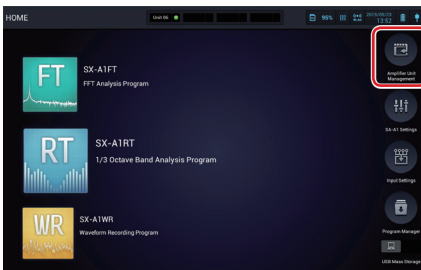 HOME
Unit 06
95%
2019/05/23
13:52
FT
SX-A1FT
FFT Analysis Program
RT
SX-A1RT
1/3 Octave Band Analysis Program
WR
SX-A1WR
Waveform Recording Program
Amplifier Unit
Management
SA-A1 Settings
Input Settings
Program Manager
USB Mass Storage